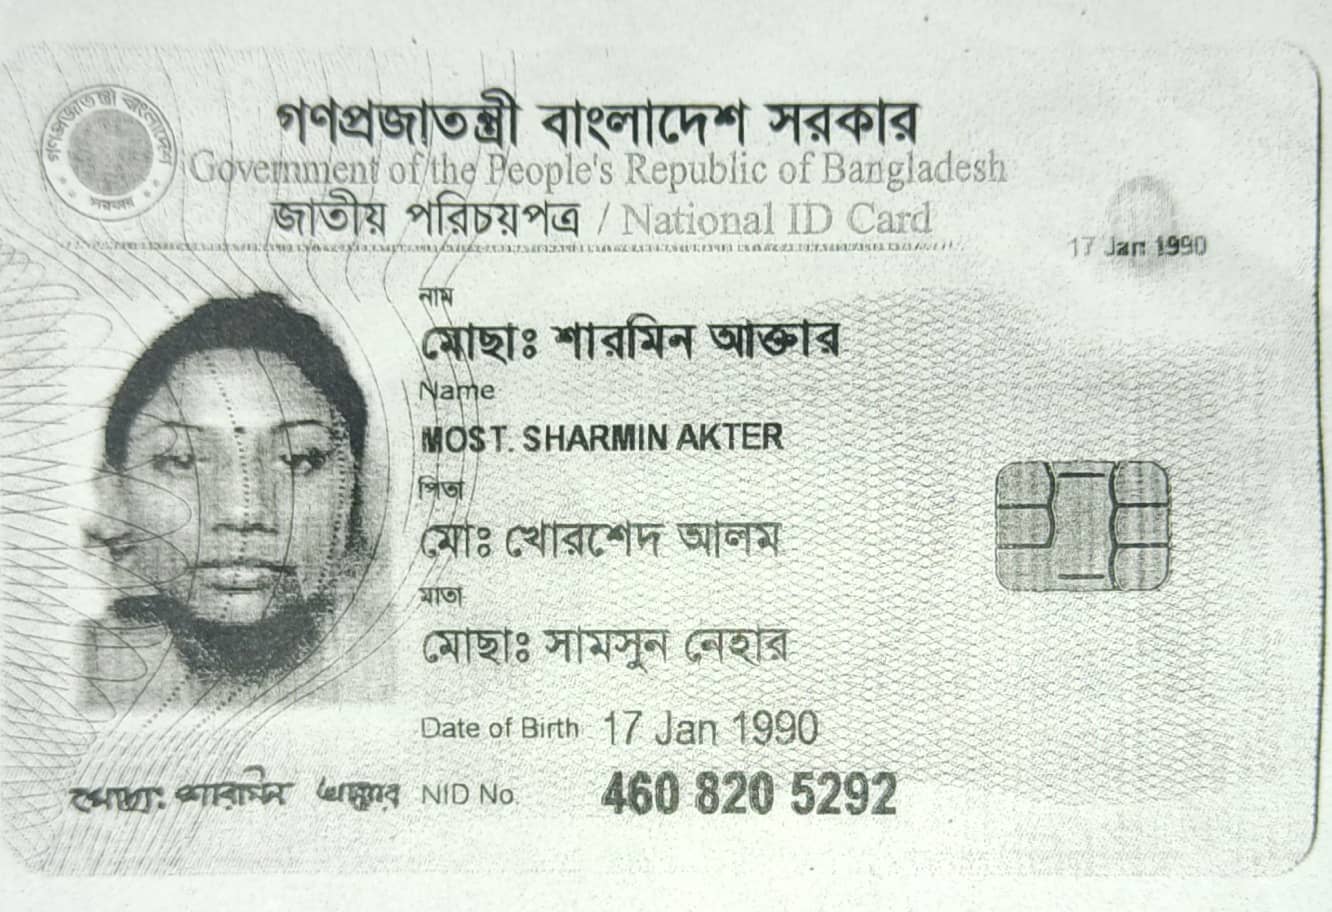 গণপ্রজাতন্ত্রী বাংলাদেশ সরকার
Government of the People's Republic of Bangladesh
জাতীয় পরিচয়পত্র / National ID Card
17 Jan 1990
নাম
মোছাঃ শারমিন আক্তার
Name
MOST. SHARMIN AKTER
পিতা
মোঃ খোরশেদ আলম
মাতা
মোছাঃ সামসুন নেহার
Date of Birth 17 Jan 1990
মোছা: শারমিন আক্তার
NID No. 460 820 5292
গণপ্রজাতন্ত্রী বাংলাদেশ
সরকার